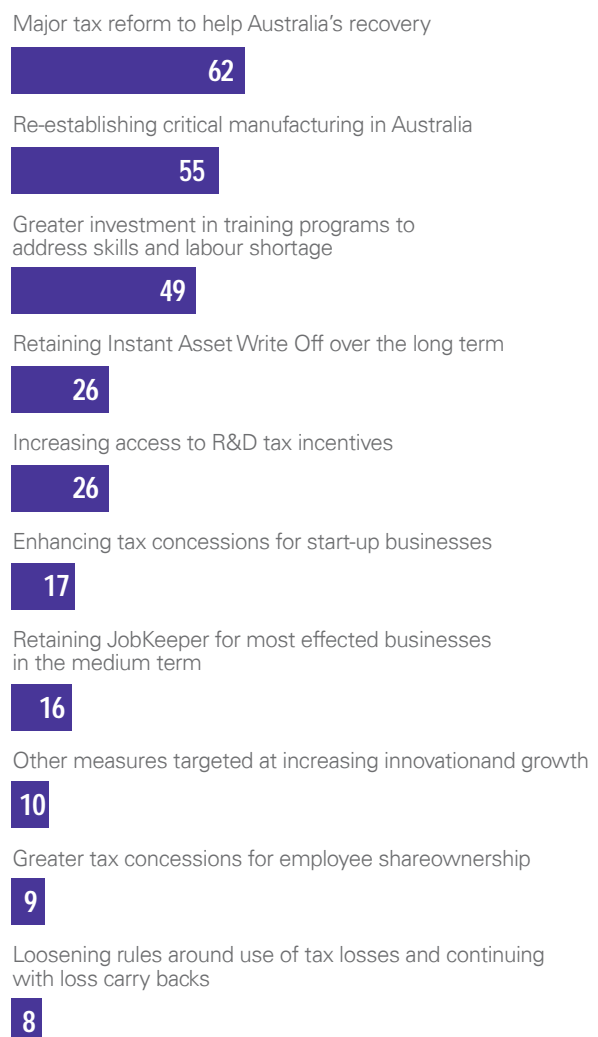 Major tax reform to help Australia’s recovery
62
Re-establishing critical manufacturing in Australia
55
Greater investment in training programs to
address skills and labour shortage
49
Retaining Instant Asset Write Off over the long term
26
Increasing access to R&D tax incentives
26
Enhancing tax concessions for start-up businesses
17
Retaining JobKeeper for most effected businesses
in the medium term
16
Other measures targeted at increasing innovationand growth
10
Greater tax concessions for employee shareownership
9
Loosening rules around use of tax losses and continuing
with loss carry backs
8